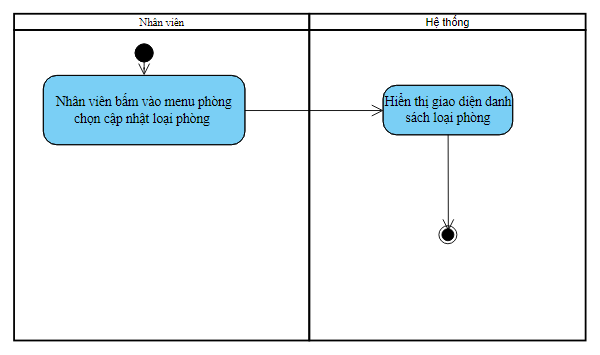 Nhân viên
Hệ thống
Nhân viên bấm vào menu phòng
chọn cập nhật loại phòng
Hiển thị giao diện danh
sách loại phòng